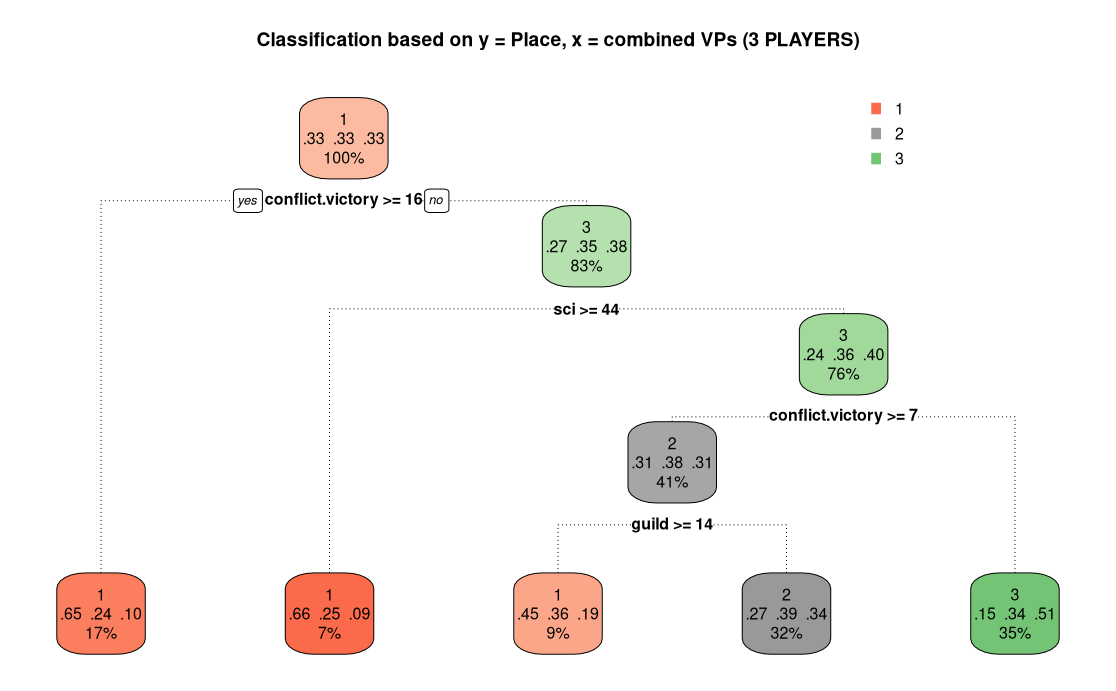 Classification based on y = Place, x = combined VPs (3 PLAYERS)
1
2
3
1
.33 .33 .33
100%
yes conflict.victory >= 16 no
3
.27 .35 .38
83%
sci >= 44
3
.24 .36 .40
76%
conflict.victory >= 7
2
.31 .38 .31
41%
guild >= 14
1
.65 .24 .10
17%
1
.66 .25 .09
7%
1
.45 .36 .19
9%
2
.27 .39 .34
32%
3
.15 .34 .51
35%